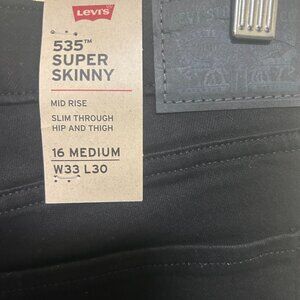 Levi's
535™
SUPER
SKINNY
MID RISE
SLIM THROUGH
HIP AND THIGH
16 MEDIUM
W33 L30